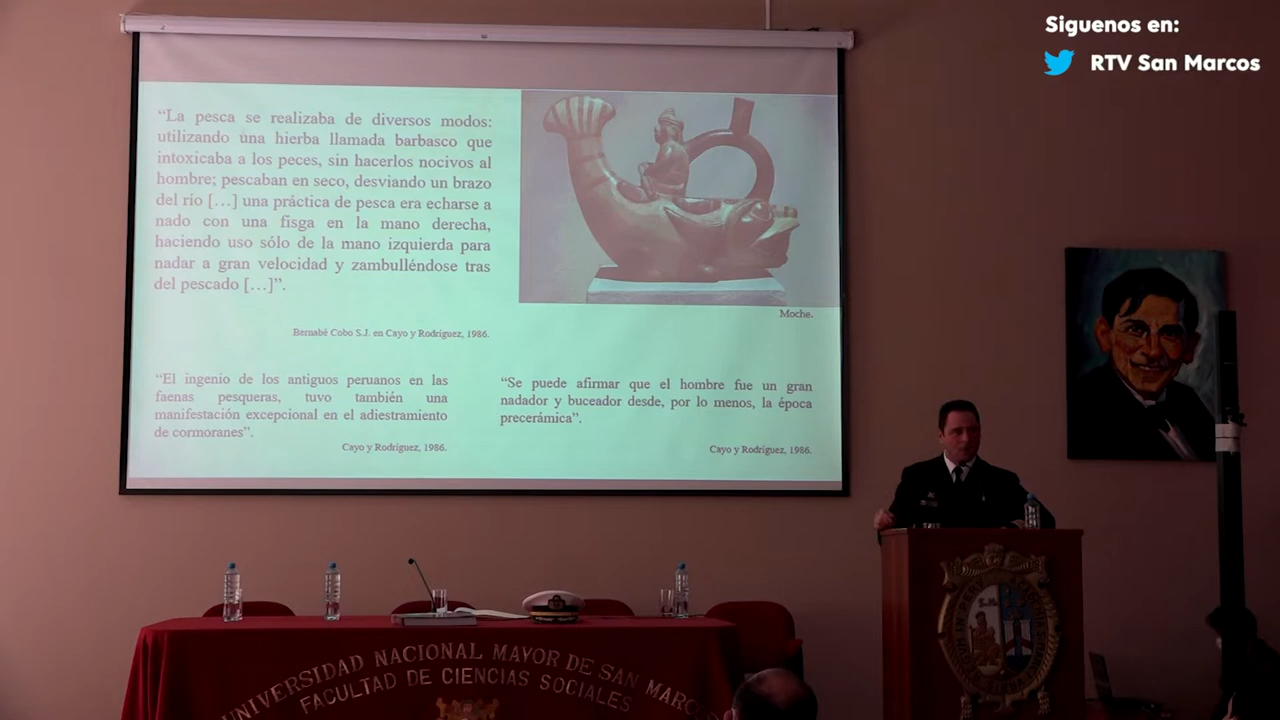 Siguenos en:
RTV San Marcos
“La pesca se realizaba de diversos modos:
utilizando una hierba llamada barbasco que
intoxicaba a los peces, sin hacerlos nocivos al
hombre; pescaban en seco, desviando un brazo
del río […] una práctica de pesca era echarse a
nado con una fisga en la mano derecha,
haciendo uso sólo de la mano izquierda para
nadar a gran velocidad y zambulléndose tras
del pescado […]”.
Bernabé Cobo S.J. en Cayo y Rodríguez, 1986.
Moche.
“El ingenio de los antiguos peruanos en las
faenas pesqueras, tuvo también una
manifestación excepcional en el adiestramiento
de cormoranes”.
Cayo y Rodríguez, 1986.
“Se puede afirmar que el hombre fue un gran
nadador y buceador desde, por lo menos, la época
precerámica”.
Cayo y Rodríguez, 1986.
UNIVERSIDAD NACIONAL MAYOR DE SAN MARCOS
FACULTAD DE CIENCIAS SOCIALES